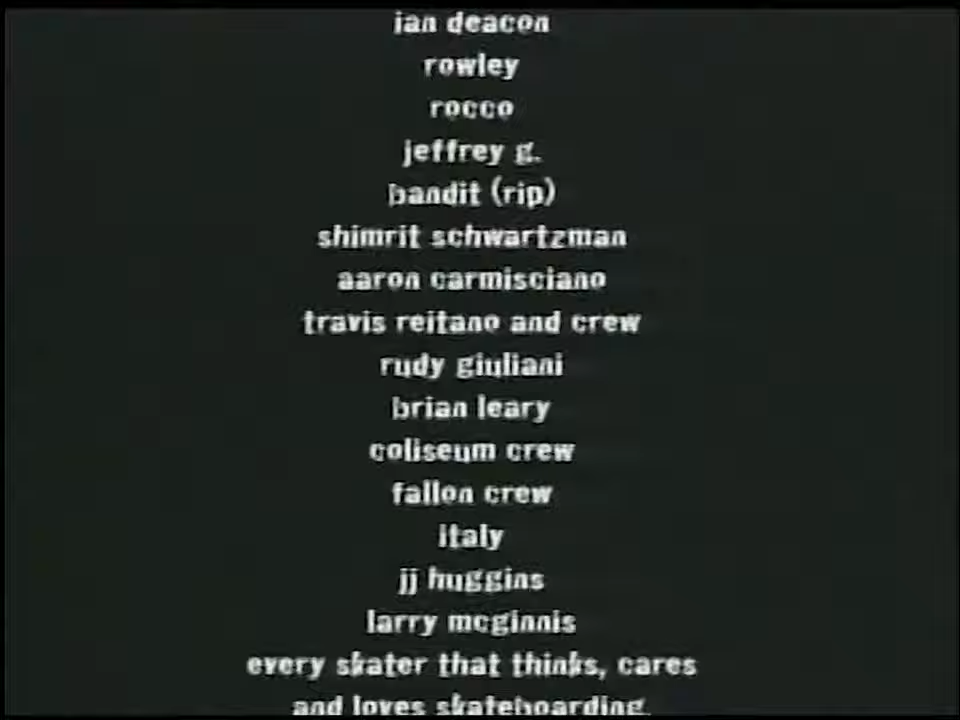 ian deacon
rowley
rocco
jeffrey g.
bandit (rip)
shimrit schwartzman
aaron carmisciano
travis reitano and crew
rudy giuliani
brian leary
coliseum crew
fallon crew
italy
jj huggins
larry mcginnis
every skater that thinks, cares
and loves skateboarding.